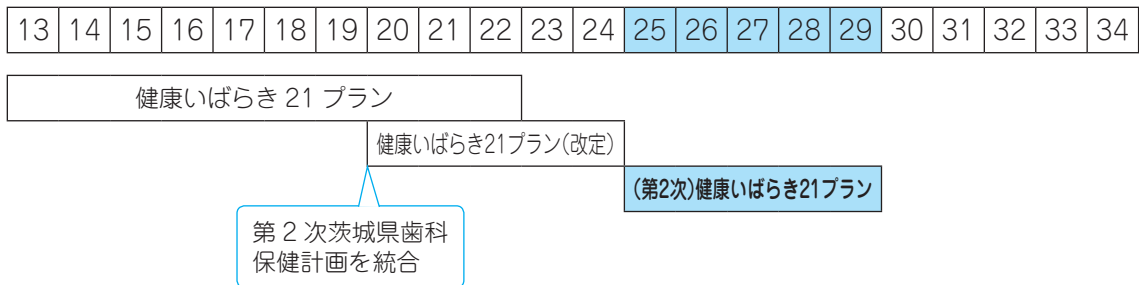 13 14 15 16 17 18 19 20 21 22 23 24 25 26 27 28 29 30 31 32 33 34
健康いばらき 21 プラン
健康いばらき21プラン(改定)
(第2次)健康いばらき21プラン
第 2 次茨城県歯科
保健計画を統合